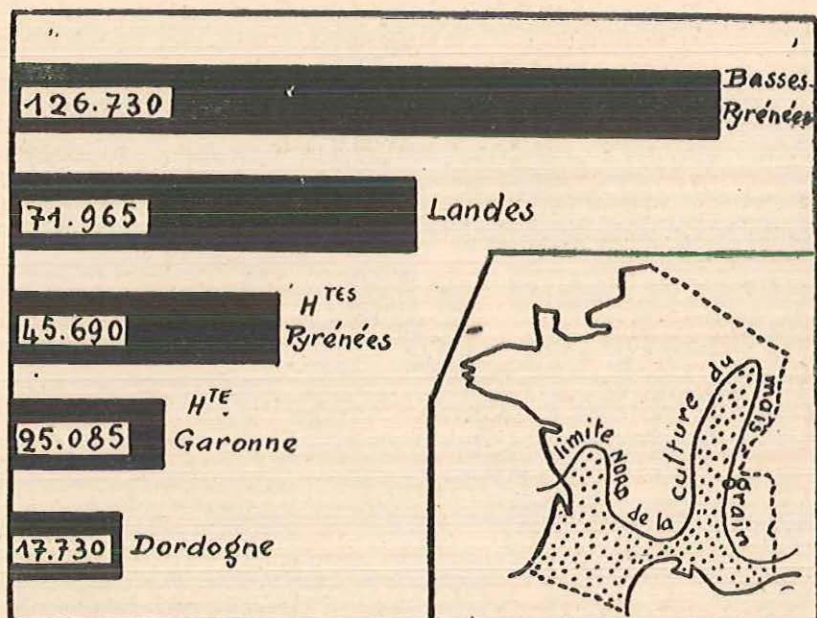 126.730
Basses-
Pyrénées
71.965
Landes
45.690
HTES
Pyrénées
25.085
HTE.
Garonne
17.730
Dordogne
limite NORD de la culture du maïs grain